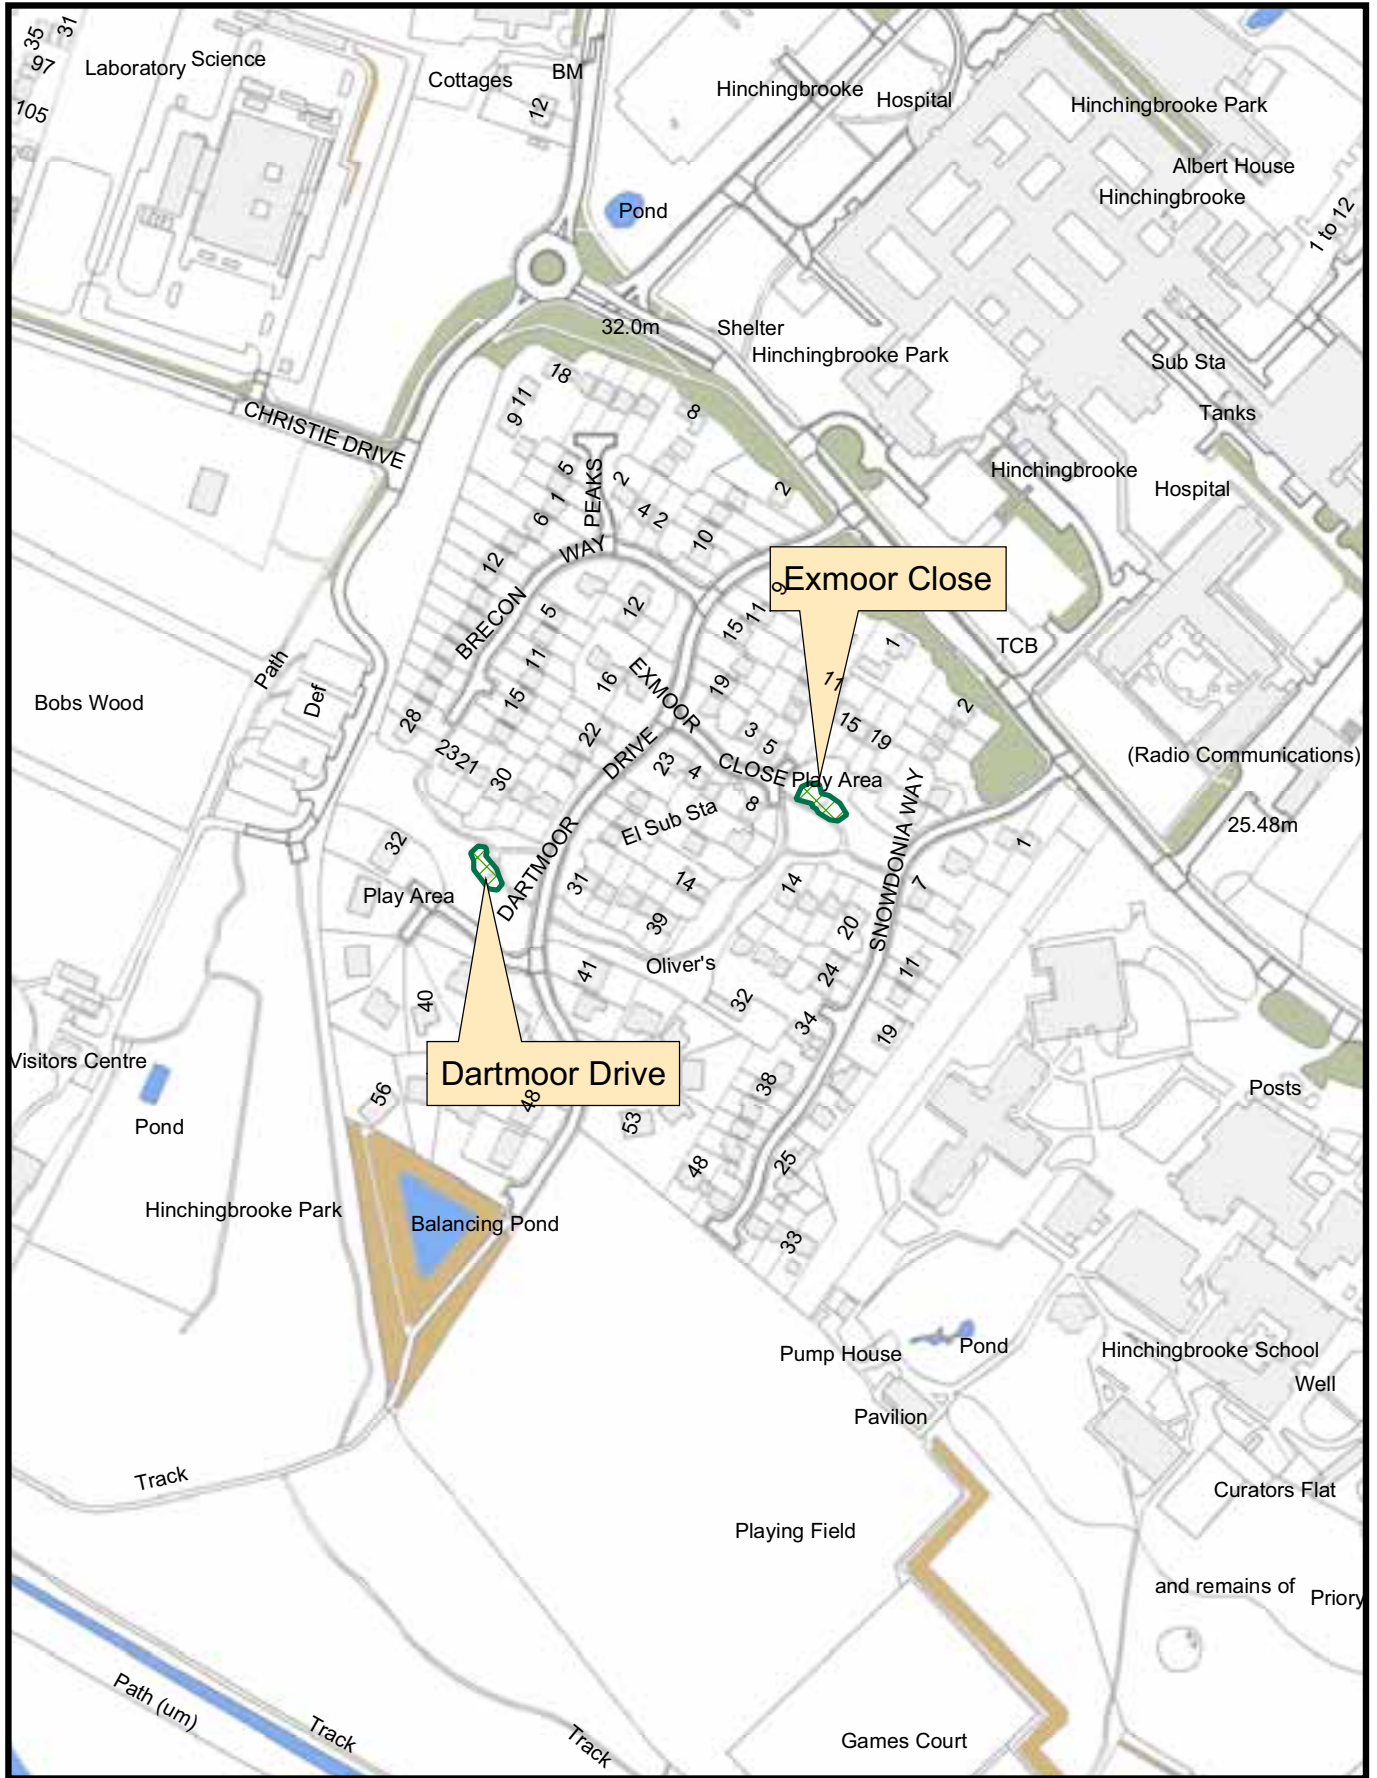 35
31
97
105
Laboratory
Science
Cottages
BM
12
Hinchingbrooke
Hospital
Hinchingbrooke Park
Albert House
Hinchingbrooke
1 to 12
Pond
32.0m
Shelter
Hinchingbrooke Park
Sub Sta
Tanks
Hinchingbrooke
Hospital
CHRISTIE DRIVE
18
9 11
8
5
PEAKS
2
1
4
2
6
2
10
WAY
12
BRECON
5
12
Exmoor Close
9
11
15
1
TCB
Path
Def
Bobs Wood
11
16
EXMOOR
19
11
15
15
19
2
28
22
23
21
3
5
DRIVE
(Radio Communications)
23
4
CLOSE
Play Area
30
El Sub Sta
8
SNOWDONIA WAY
25.48m
32
DARTMOOR
1
Play Area
31
14
14
7
39
20
41
Oliver's
24
11
40
32
34
19
Visitors Centre
Dartmoor Drive
38
Posts
56
48
53
Pond
48
25
Hinchingbrooke Park
Balancing Pond
33
Pump House
Pond
Hinchingbrooke School
Well
Pavilion
Track
Curators Flat
Playing Field
and remains of
Priory
Path (um)
Track
Track
Games Court